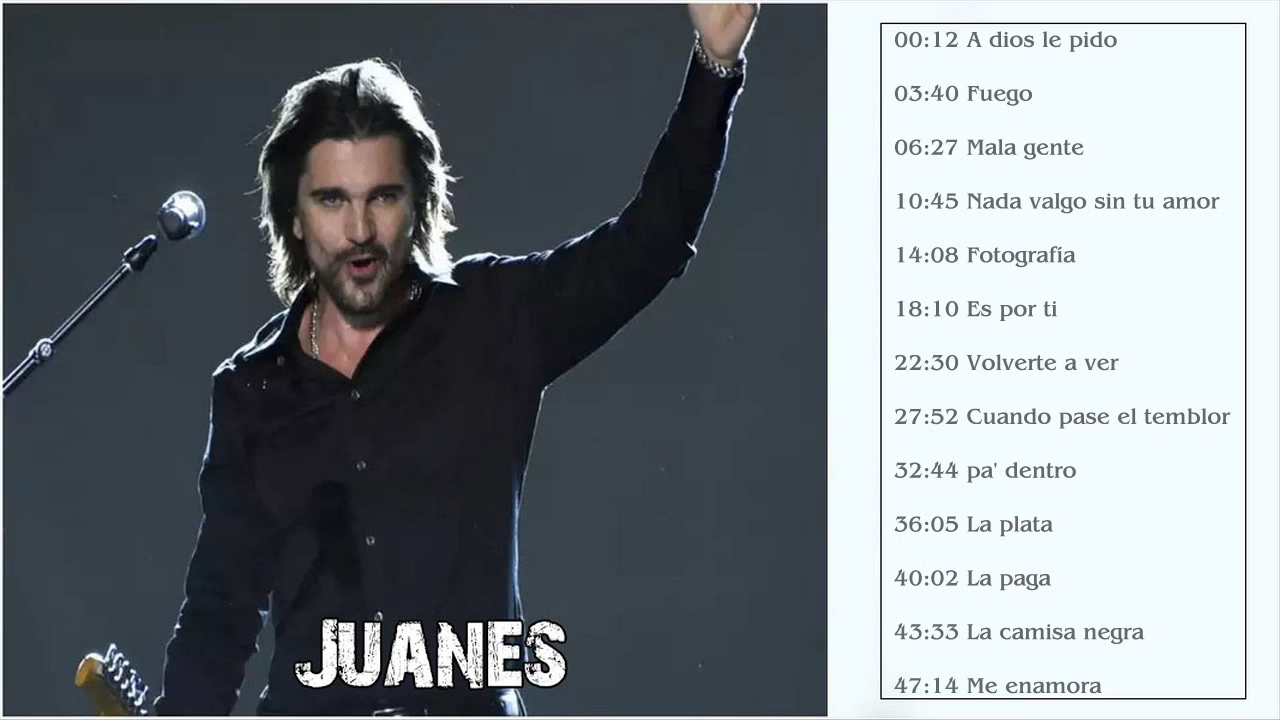 JUANES
00:12 A dios le pido
03:40 Fuego
06:27 Mala gente
10:45 Nada valgo sin tu amor
14:08 Fotografía
18:10 Es por ti
22:30 Volverte a ver
27:52 Cuando pase el temblor
32:44 pa' dentro
36:05 La plata
40:02 La paga
43:33 La camisa negra
47:14 Me enamora